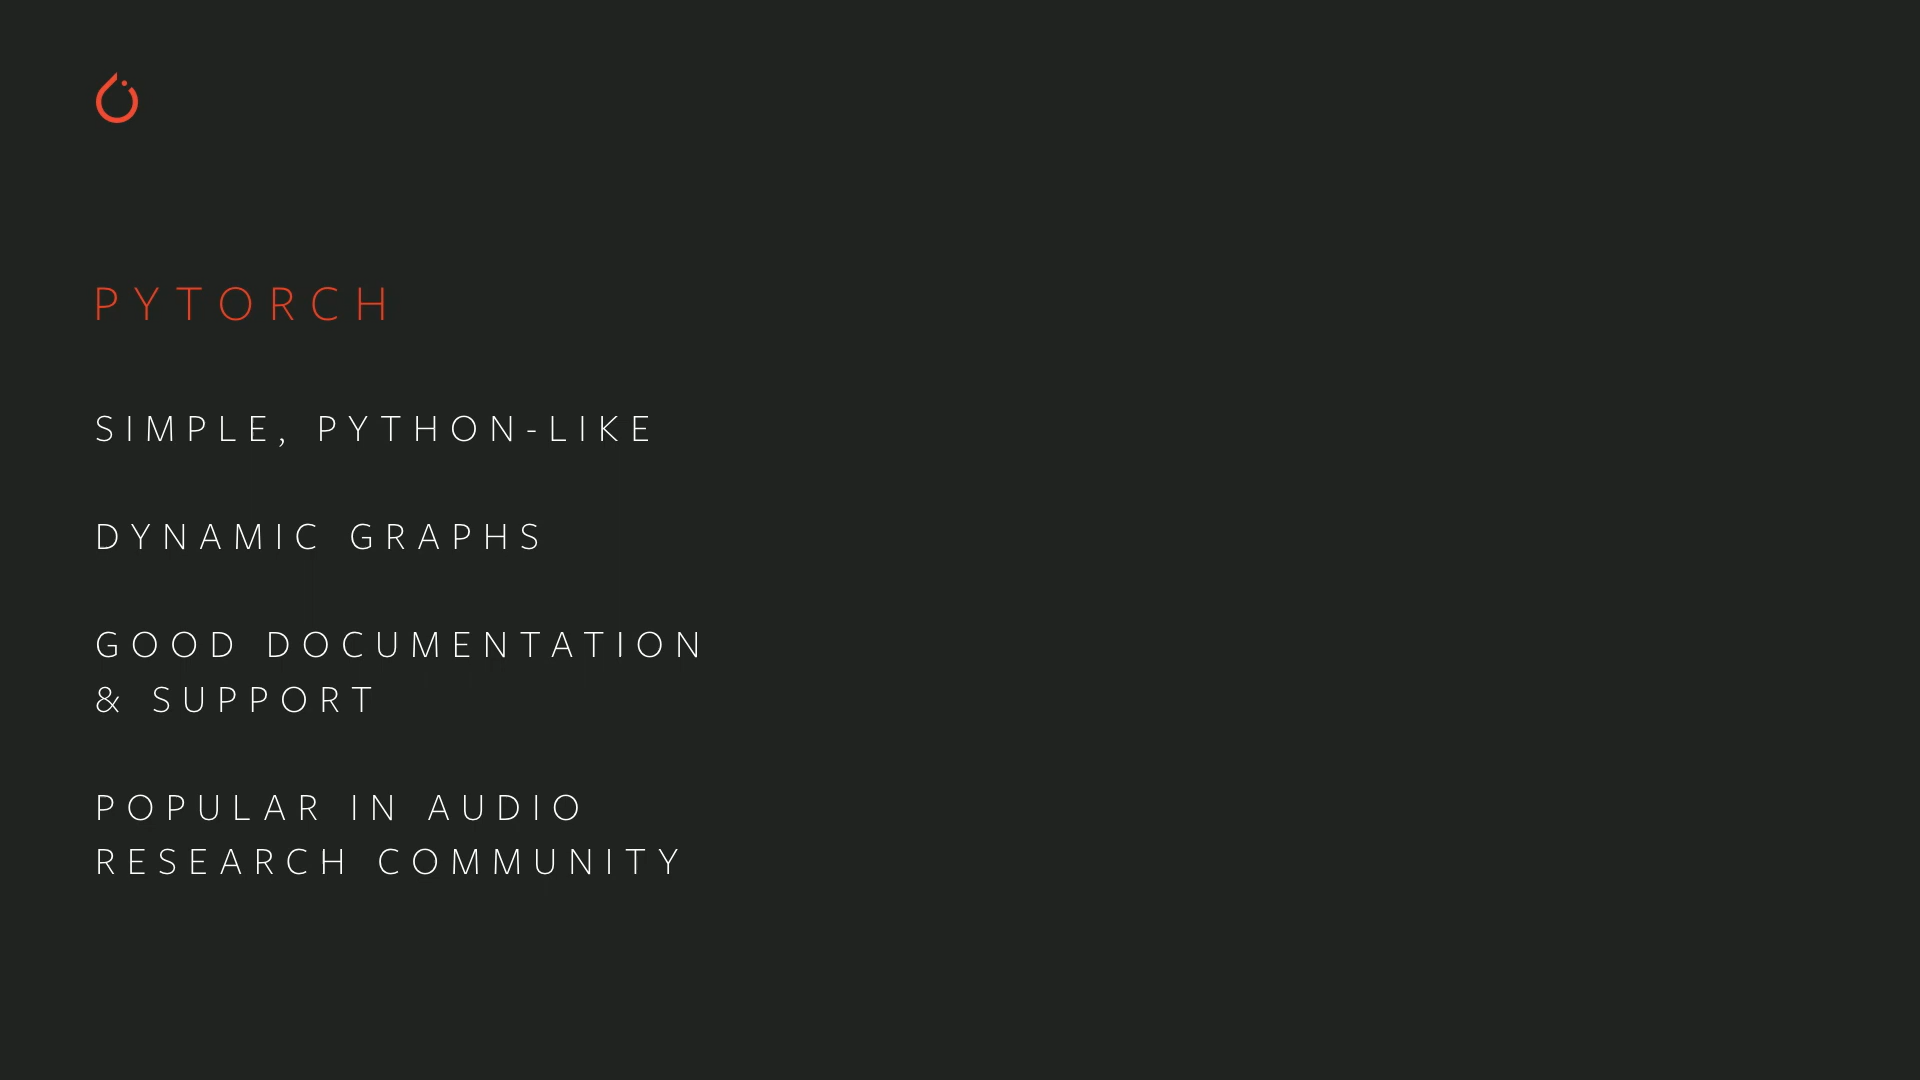 PYTORCH
SIMPLE, PYTHON-LIKE
DYNAMIC GRAPHS
GOOD DOCUMENTATION
& SUPPORT
POPULAR IN AUDIO
RESEARCH COMMUNITY